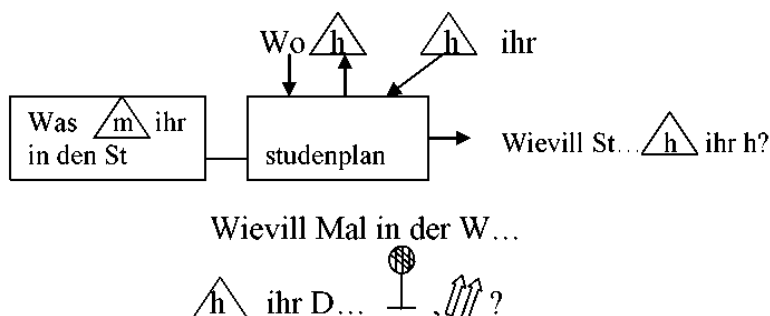 Wo h h ihr
Was m ihr
in den St
studenplan
Wievill St... h ihr h?
Wievill Mal in der W...
h ihr D... , ?